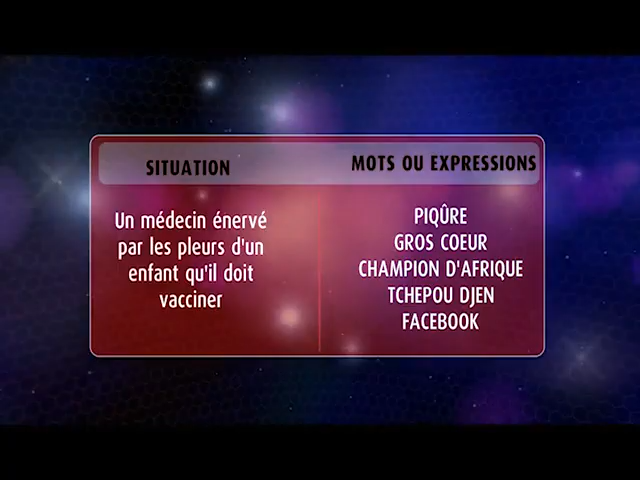 SITUATION
MOTS OU EXPRESSIONS
Un médecin énervé
par les pleurs d'un
enfant qu'il doit
vacciner
PIQÛRE
GROS COEUR
CHAMPION D'AFRIQUE
TCHEPOU DJEN
FACEBOOK